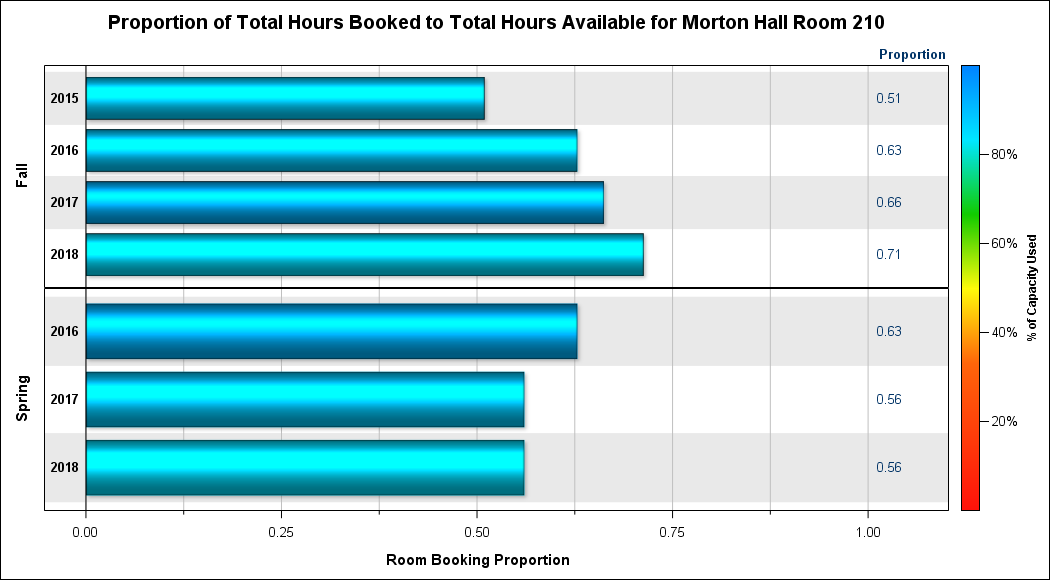 Proportion of Total Hours Booked to Total Hours Available for Morton Hall Room 210
Proportion
Fall
2015 0.51
2016 0.63
2017 0.66
2018 0.71
Spring
2016 0.63
2017 0.56
2018 0.56
0.00 0.25 0.50 0.75 1.00
Room Booking Proportion
80%
60%
40%
20%
% of Capacity Used